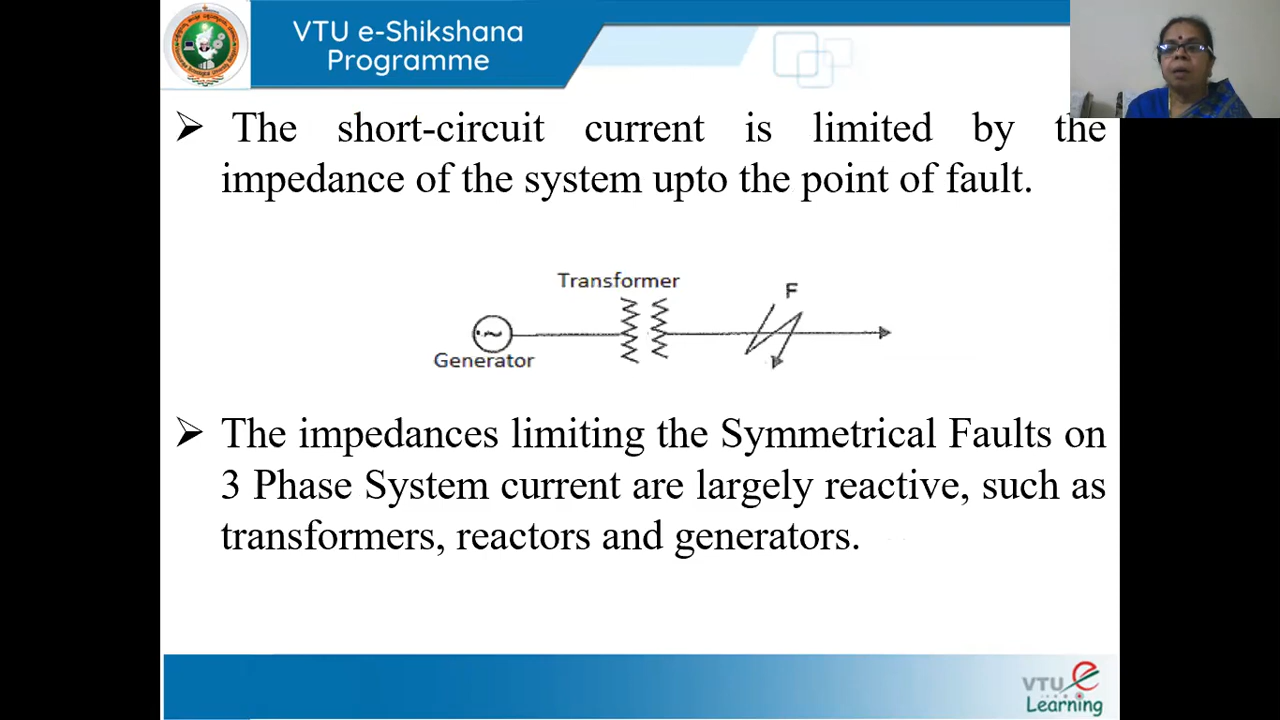 VTU e-Shikshana
Programme
The short-circuit current is limited by the
impedance of the system upto the point of fault.
Transformer
F
Generator
The impedances limiting the Symmetrical Faults on
3 Phase System current are largely reactive, such as
transformers, reactors and generators.
VTU e
Learning